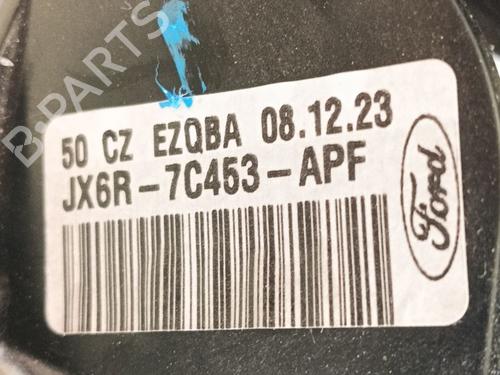 B-PARTS
50 CZ EZQBA 08.12.23
JX6R-7C453-APF
Ford